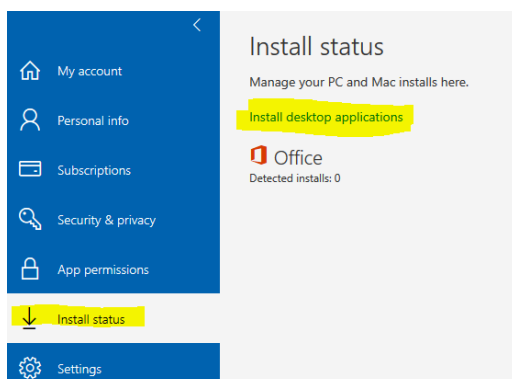 My account
Personal info
Subscriptions
Security & privacy
App permissions
Install status
Settings
Install status
Manage your PC and Mac installs here.
Install desktop applications
Office
Detected installs: 0